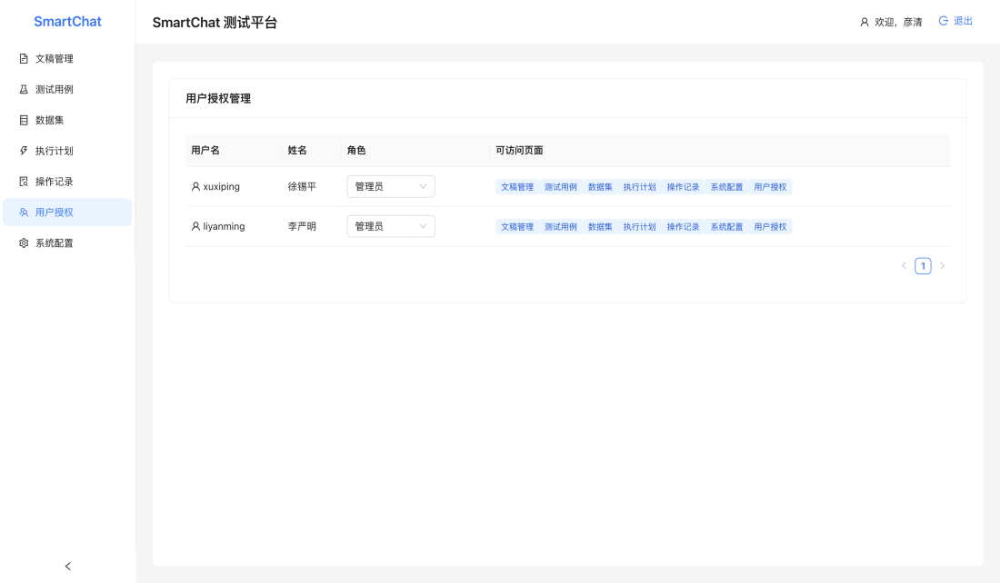 SmartChat
SmartChat 测试平台
欢迎，彦清
退出
文稿管理
测试用例
数据集
执行计划
操作记录
用户授权
系统配置
用户授权管理
用户名 姓名 角色 可访问页面
xuxiping 徐锡平 管理员 文稿管理 测试用例 数据集 执行计划 操作记录 系统配置 用户授权
liyanming 李严明 管理员 文稿管理 测试用例 数据集 执行计划 操作记录 系统配置 用户授权
1